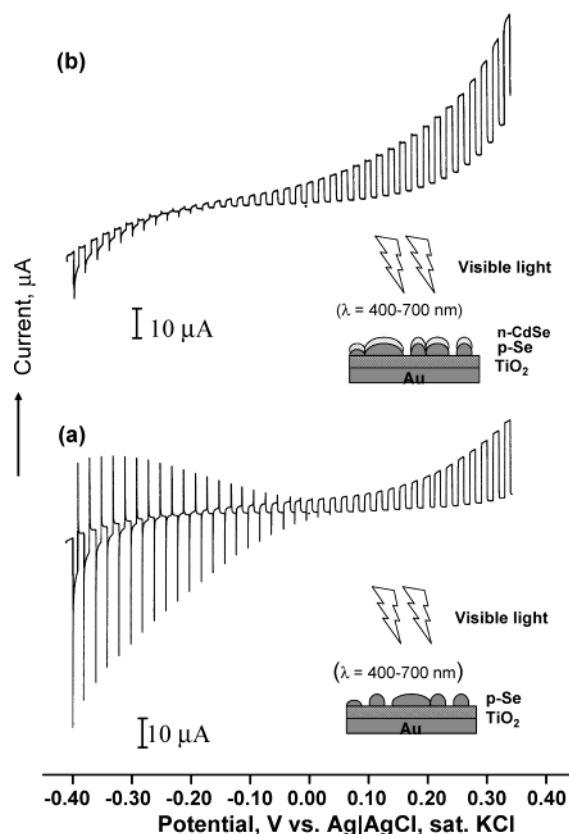 (b)
Current, μA
10 μA
Visible light
(λ = 400-700 nm)
n-CdSe
p-Se
TiO2
Au
(a)
10 μA
Visible light
(λ = 400-700 nm)
p-Se
TiO2
Au
-0.40 -0.30 -0.20 -0.10 0.00 0.10 0.20 0.30 0.40
Potential, V vs. Ag|AgCl, sat. KCl